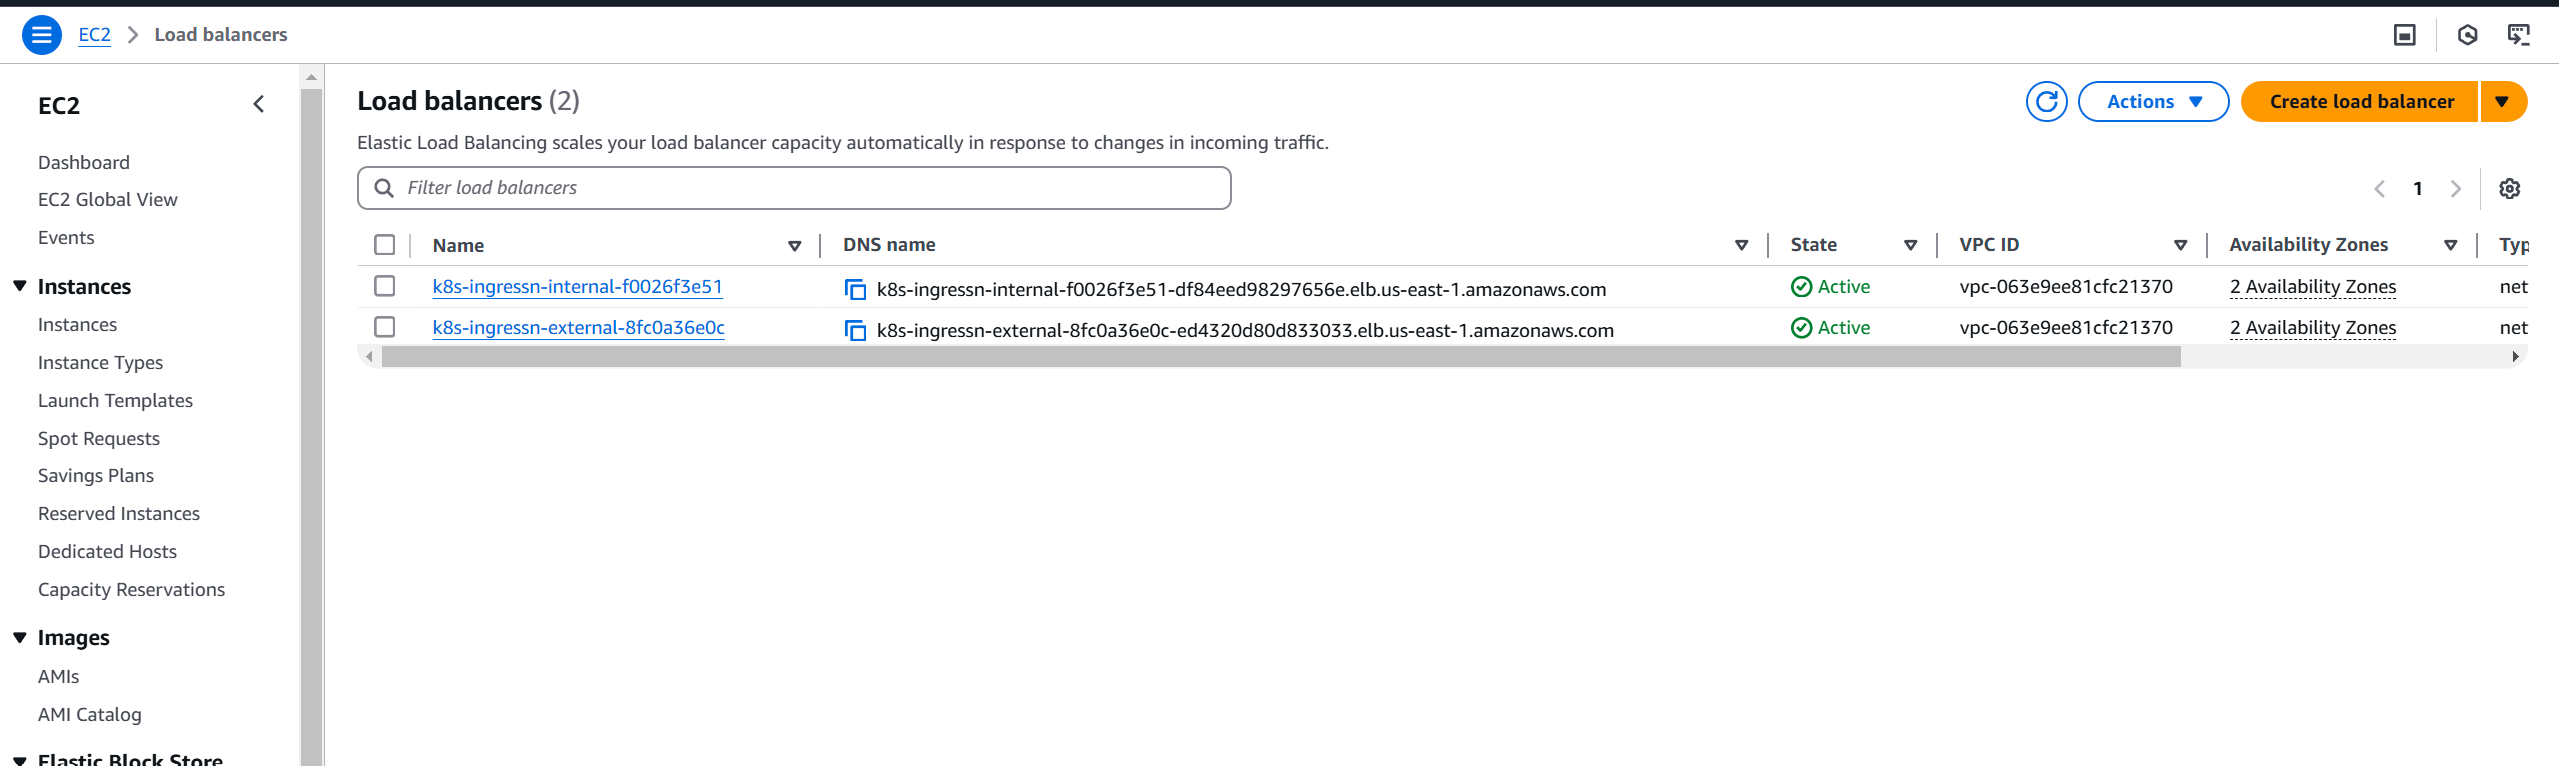 EC2 > Load balancers
EC2
Dashboard
EC2 Global View
Events
Instances
Instances
Instance Types
Launch Templates
Spot Requests
Savings Plans
Reserved Instances
Dedicated Hosts
Capacity Reservations
Images
AMIs
AMI Catalog
Elastic Block Store
Load balancers (2)
Actions
Create load balancer
Elastic Load Balancing scales your load balancer capacity automatically in response to changes in incoming traffic.
Filter load balancers
1
Name DNS name State VPC ID Availability Zones Typ
k8s-ingressn-internal-f0026f3e51 k8s-ingressn-internal-f0026f3e51-df84eed98297656e.elb.us-east-1.amazonaws.com Active vpc-063e9ee81cfc21370 2 Availability Zones net
k8s-ingressn-external-8fc0a36e0c k8s-ingressn-external-8fc0a36e0c-ed4320d80d833033.elb.us-east-1.amazonaws.com Active vpc-063e9ee81cfc21370 2 Availability Zones net